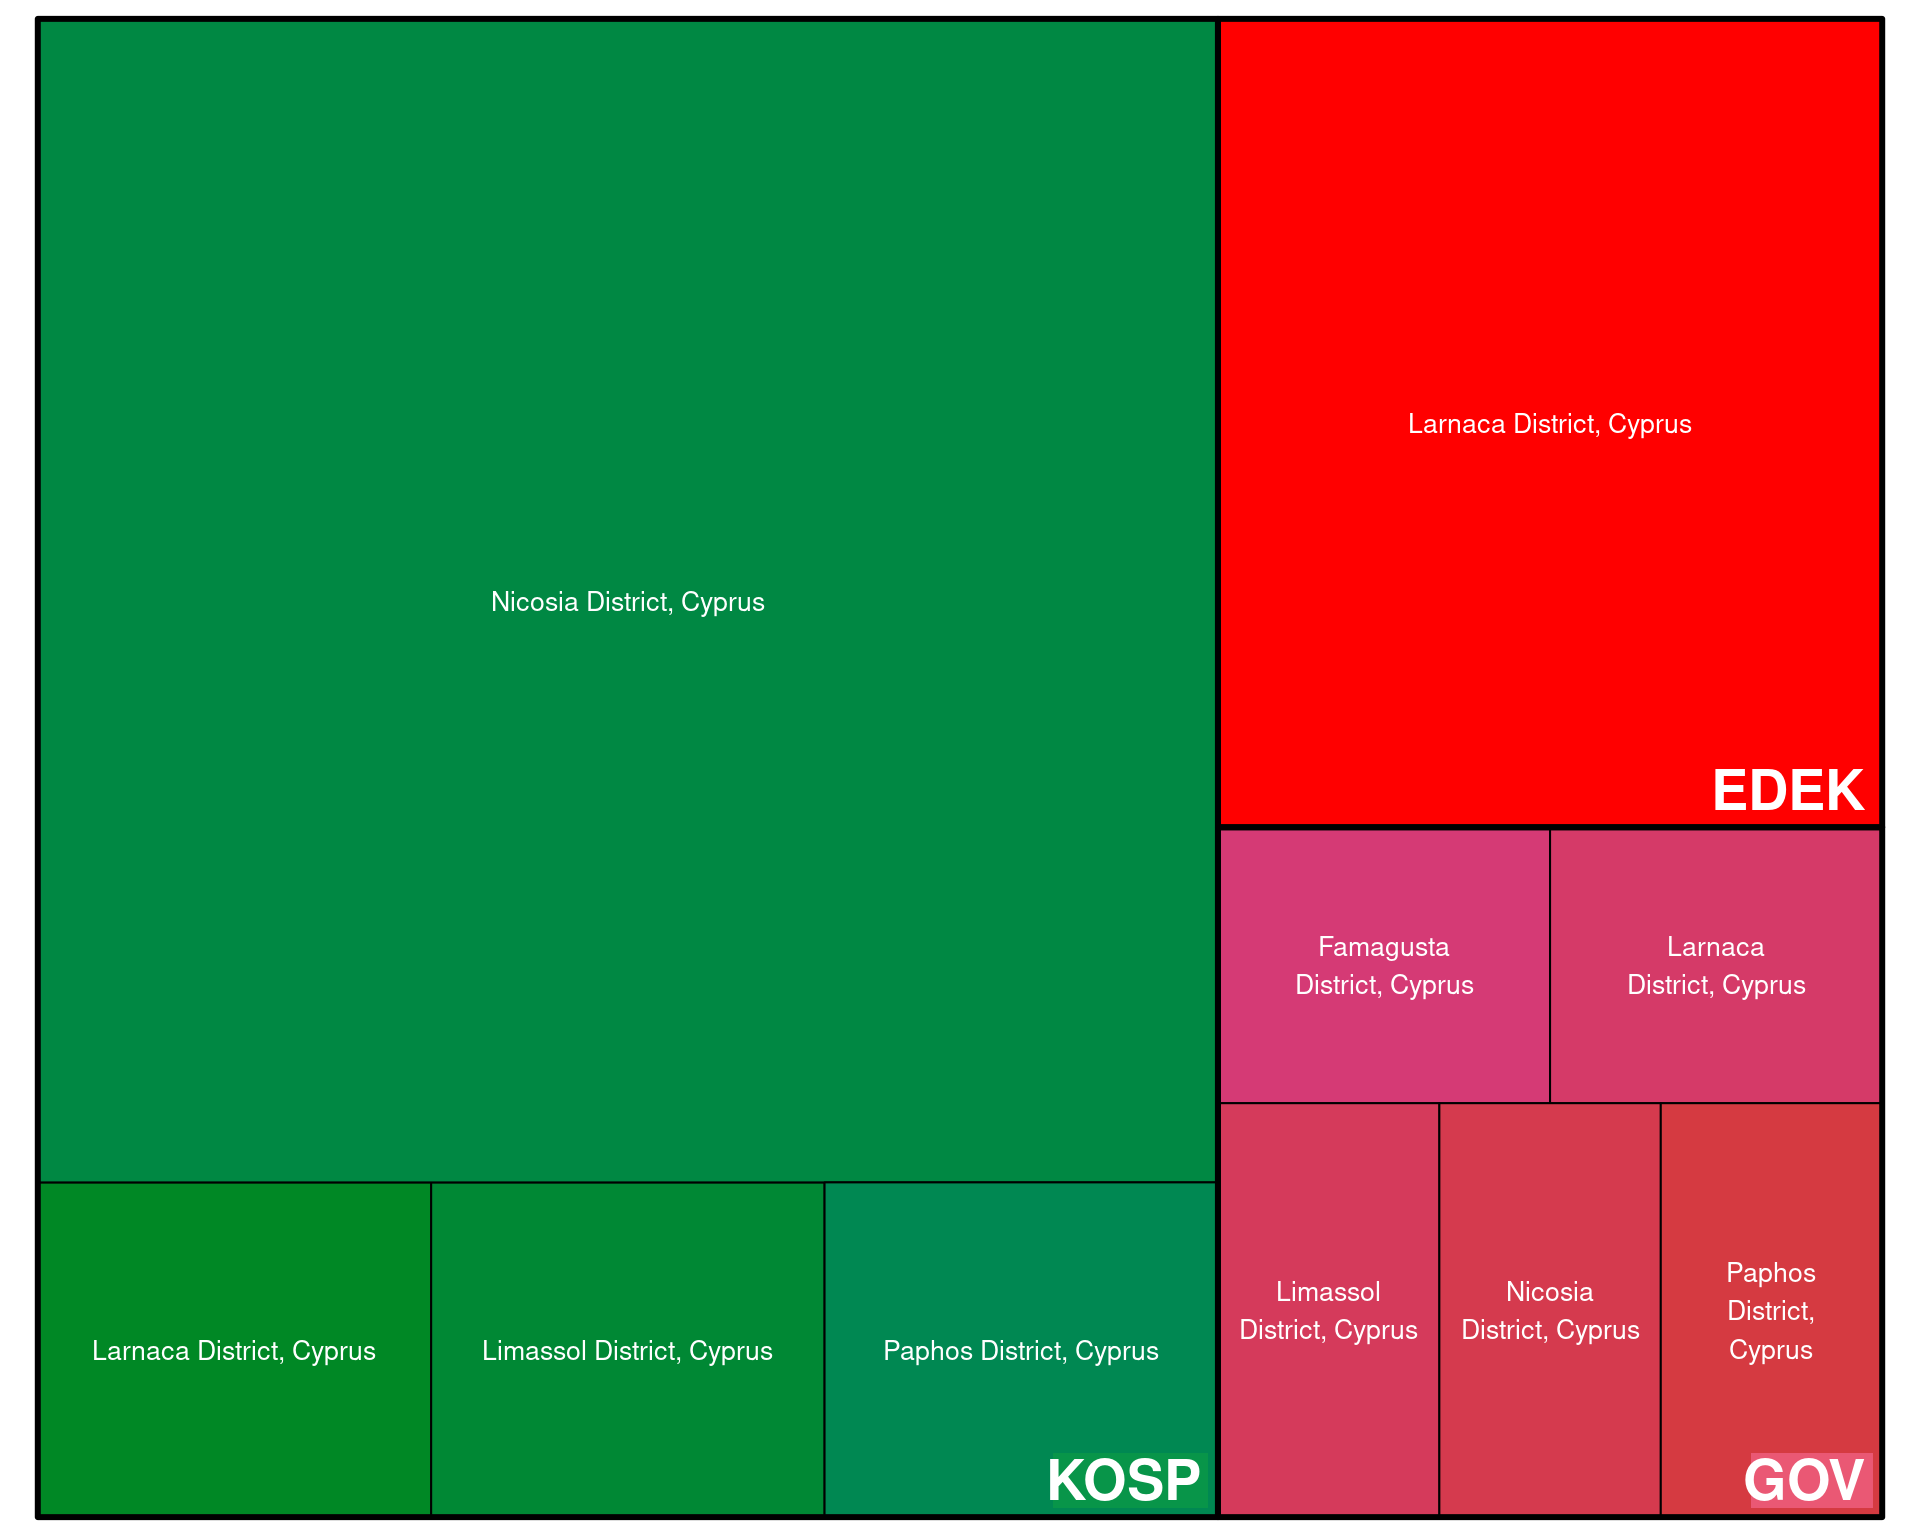 Nicosia District, Cyprus
Larnaca District, Cyprus
Limassol District, Cyprus
Paphos District, Cyprus
KOSP
Larnaca District, Cyprus
EDEK
Famagusta
District, Cyprus
Larnaca
District, Cyprus
Limassol
District, Cyprus
Nicosia
District, Cyprus
Paphos
District,
Cyprus
GOV